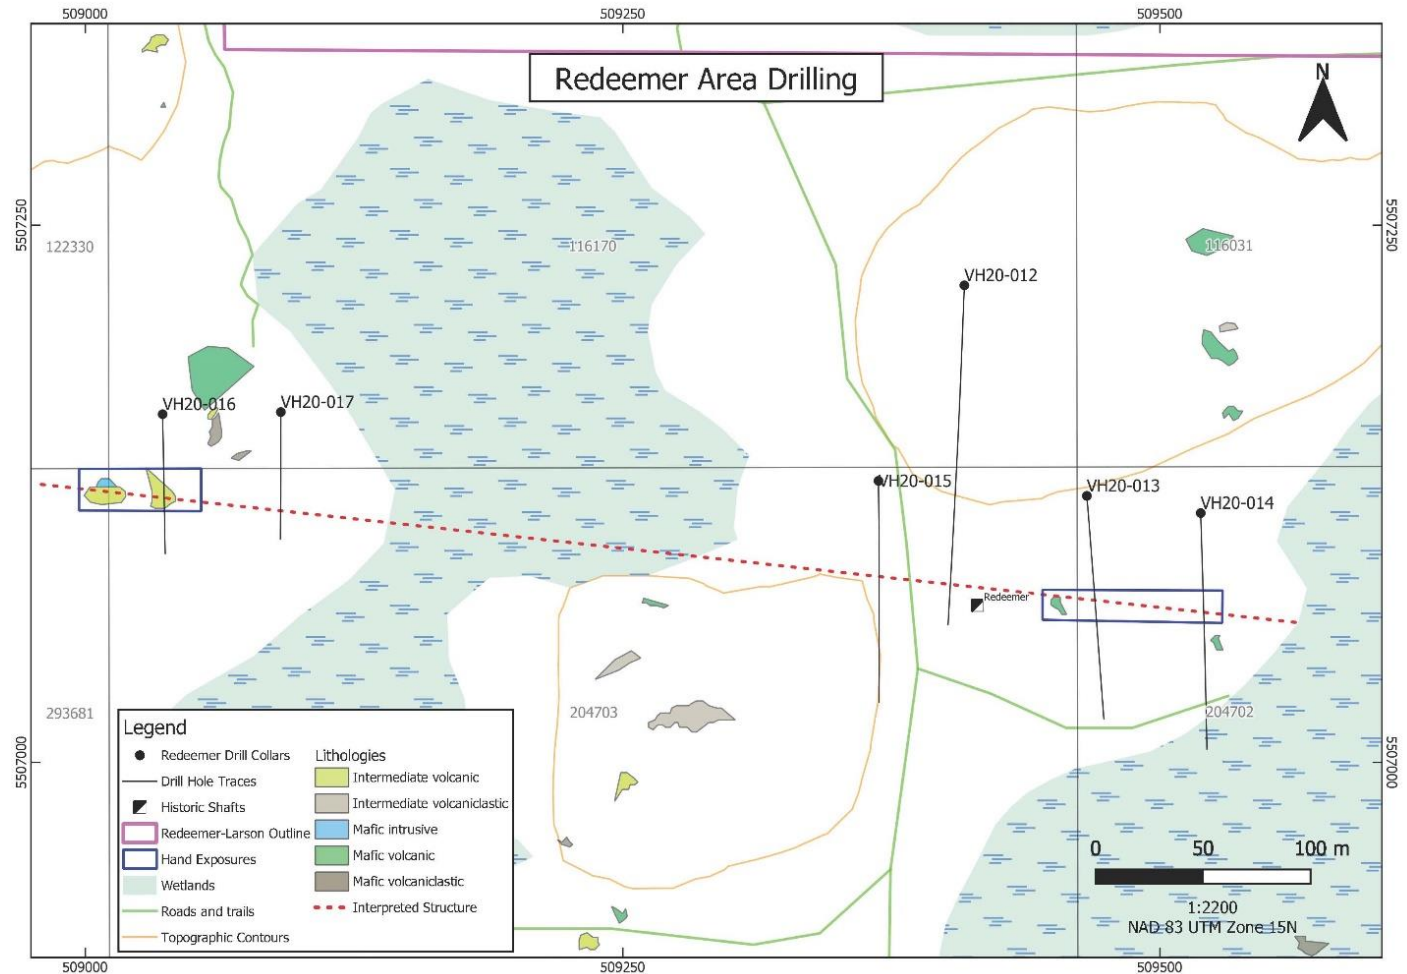 509000
509250
509500
Redeemer Area Drilling
N
5507250
5507250
122330
116170
116031
VH20-012
VH20-016
VH20-017
VH20-015
VH20-013
VH20-014
Redeemer
293681
204703
204702
5507000
5507000
Legend
Redeemer Drill Collars
Drill Hole Traces
Historic Shafts
Redeemer-Larson Outline
Hand Exposures
Wetlands
Roads and trails
Topographic Contours
Lithologies
Intermediate volcanic
Intermediate volcaniclastic
Mafic intrusive
Mafic volcanic
Mafic volcaniclastic
Interpreted Structure
0 50 100 m
1:2200
NAD 83 UTM Zone 15N
509000
509250
509500